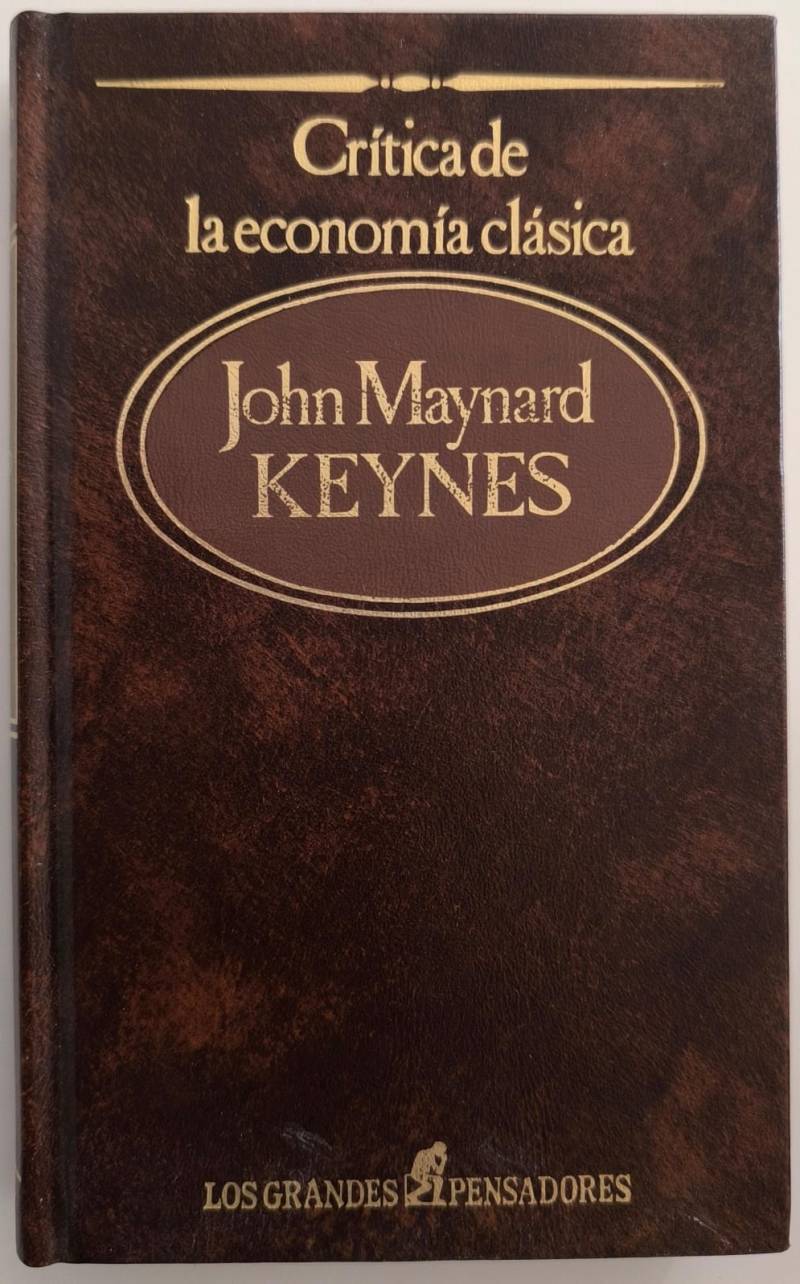 Crítica de
la economía clásica
John Maynard
KEYNES
LOS GRANDES PENSADORES